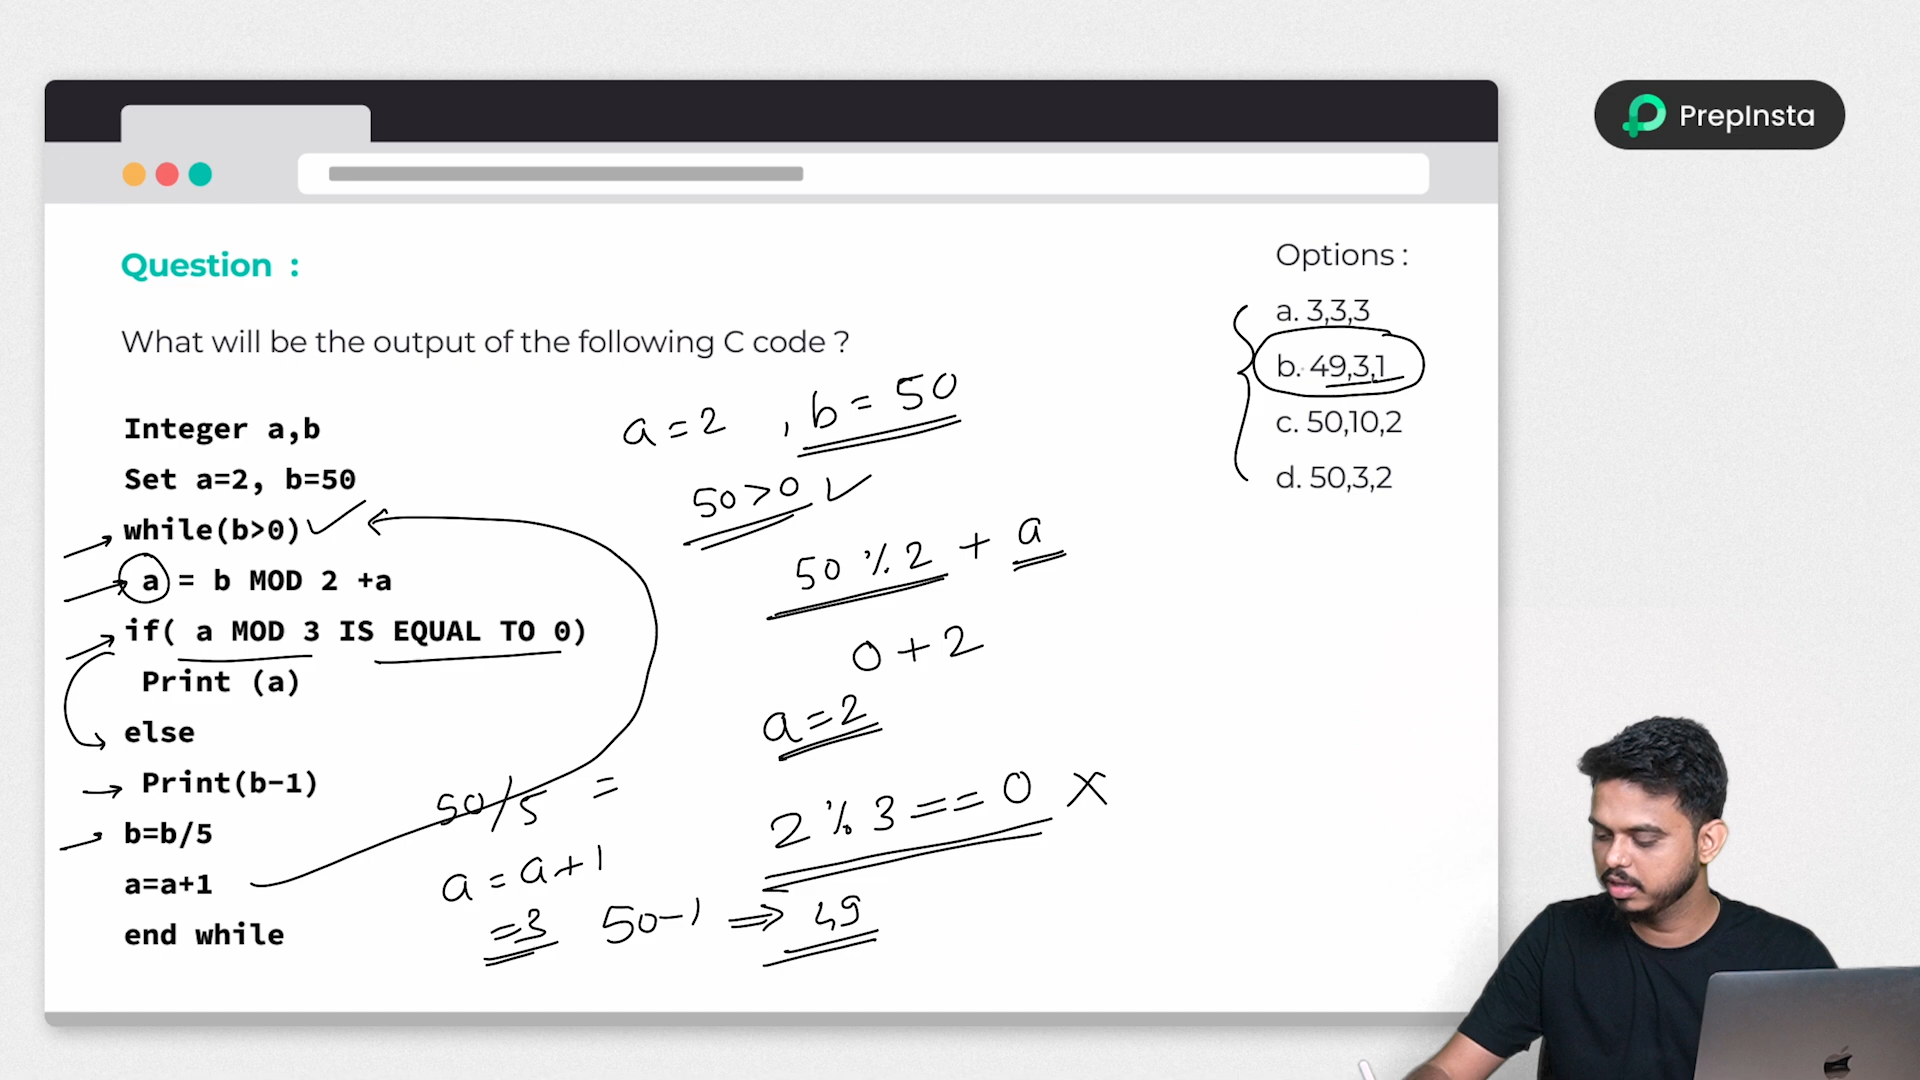 PrepInsta
Question :
What will be the output of the following C code ?
Integer a,b
Set a=2, b=50
while(b>0)
a = b MOD 2 +a
if( a MOD 3 IS EQUAL TO 0)
Print (a)
else
Print(b-1)
b=b/5
a=a+1
end while
Options :
a. 3,3,3
b. 49,3,1
c. 50,10,2
d. 50,3,2
a=2 , b=50
50>0 ✓
50 % 2 + a
0+2
a=2
2 % 3 == 0 X
50/5 =
a=a+1
=3
50-1 ⇒ 49